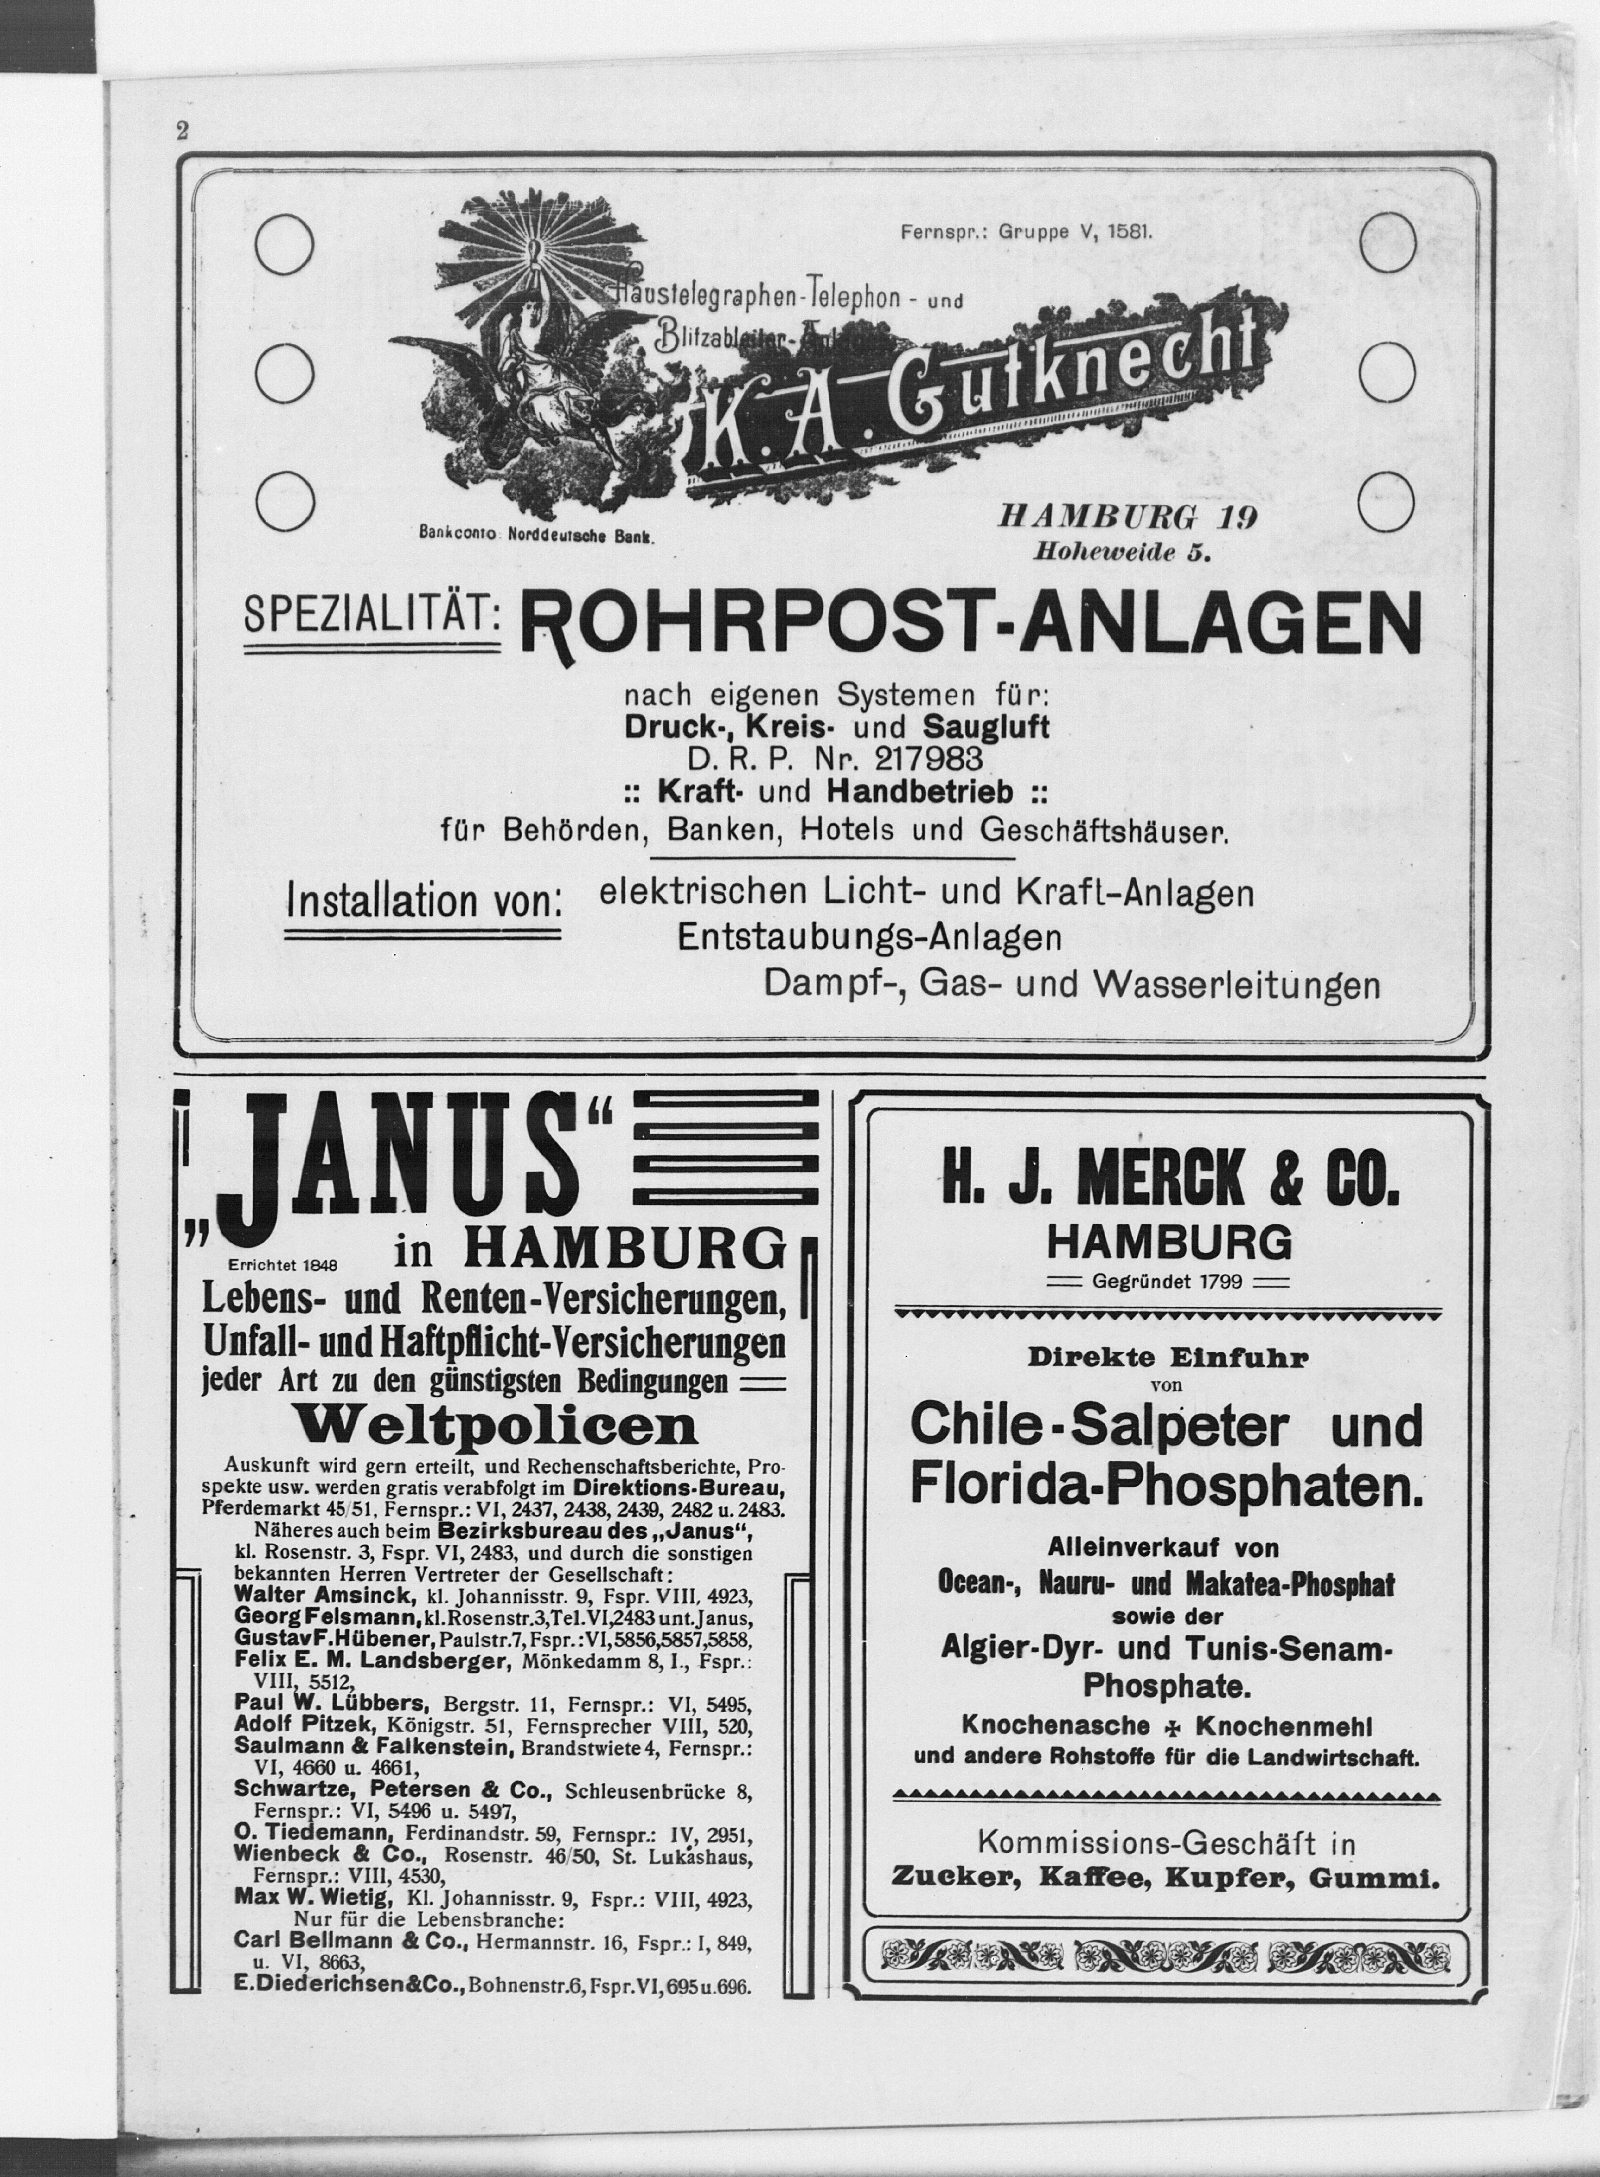 2
Fernspr.: Gruppe V, 1581.
Haustelegraphen-Telephon- und
Blitzableiter-Anlagen
K. A. Gutknecht
Bankconto: Norddeutsche Bank.
HAMBURG 19
Hoheweide 5.
SPEZIALITÄT: ROHRPOST-ANLAGEN
nach eigenen Systemen für:
Druck-, Kreis- und Saugluft
D. R. P. Nr. 217983
:: Kraft- und Handbetrieb ::
für Behörden, Banken, Hotels und Geschäftshäuser.
Installation von: elektrischen Licht- und Kraft-Anlagen
Entstaubungs-Anlagen
Dampf-, Gas- und Wasserleitungen
„JANUS“
Errichtet 1848 in HAMBURG
Lebens- und Renten-Versicherungen,
Unfall- und Haftpflicht-Versicherungen
jeder Art zu den günstigsten Bedingungen
Weltpolicen
Auskunft wird gern erteilt, und Rechenschaftsberichte, Pro-
spekte usw. werden gratis verabfolgt im Direktions-Bureau,
Pferdemarkt 45/51, Fernspr.: VI, 2437, 2438, 2439, 2482 u. 2483.
Näheres auch beim Bezirksbureau des „Janus“,
kl. Rosenstr. 3, Fspr. VI, 2483, und durch die sonstigen
bekannten Herren Vertreter der Gesellschaft:
Walter Amsinck, kl. Johannisstr. 9, Fspr. VIII, 4923,
Georg Felsmann, kl. Rosenstr. 3, Tel. VI, 2483 unt. Janus,
Gustav F. Hübener, Paulstr. 7, Fspr.: VI, 5856, 5857, 5858,
Felix E. M. Landsberger, Mönkedamm 8, I., Fspr.:
VIII, 5512,
Paul W. Lübbers, Bergstr. 11, Fernspr.: VI, 5495,
Adolf Pitzek, Königstr. 51, Fernsprecher VIII, 520,
Saulmann & Falkenstein, Brandstwiete 4, Fernspr.:
VI, 4660 u. 4661,
Schwartze, Petersen & Co., Schleusenbrücke 8,
Fernspr.: VI, 5496 u. 5497,
O. Tiedemann, Ferdinandstr. 59, Fernspr.: IV, 2951,
Wienbeck & Co., Rosenstr. 46/50, St. Lukashaus,
Fernspr.: VIII, 4530,
Max W. Wietig, Kl. Johannisstr. 9, Fspr.: VIII, 4923,
Nur für die Lebensbranche:
Carl Bellmann & Co., Hermannstr. 16, Fspr.: I, 849,
u. VI, 8663,
E. Diederichsen & Co., Bohnenstr. 6, Fspr. VI, 695 u. 696.
H. J. MERCK & CO.
HAMBURG
Gegründet 1799
Direkte Einfuhr
von
Chile-Salpeter und
Florida-Phosphaten.
Alleinverkauf von
Ocean-, Nauru- und Makatea-Phosphat
sowie der
Algier-Dyr- und Tunis-Senam-
Phosphate.
Knochenasche ✠ Knochenmehl
und andere Rohstoffe für die Landwirtschaft.
Kommissions-Geschäft in
Zucker, Kaffee, Kupfer, Gummi.